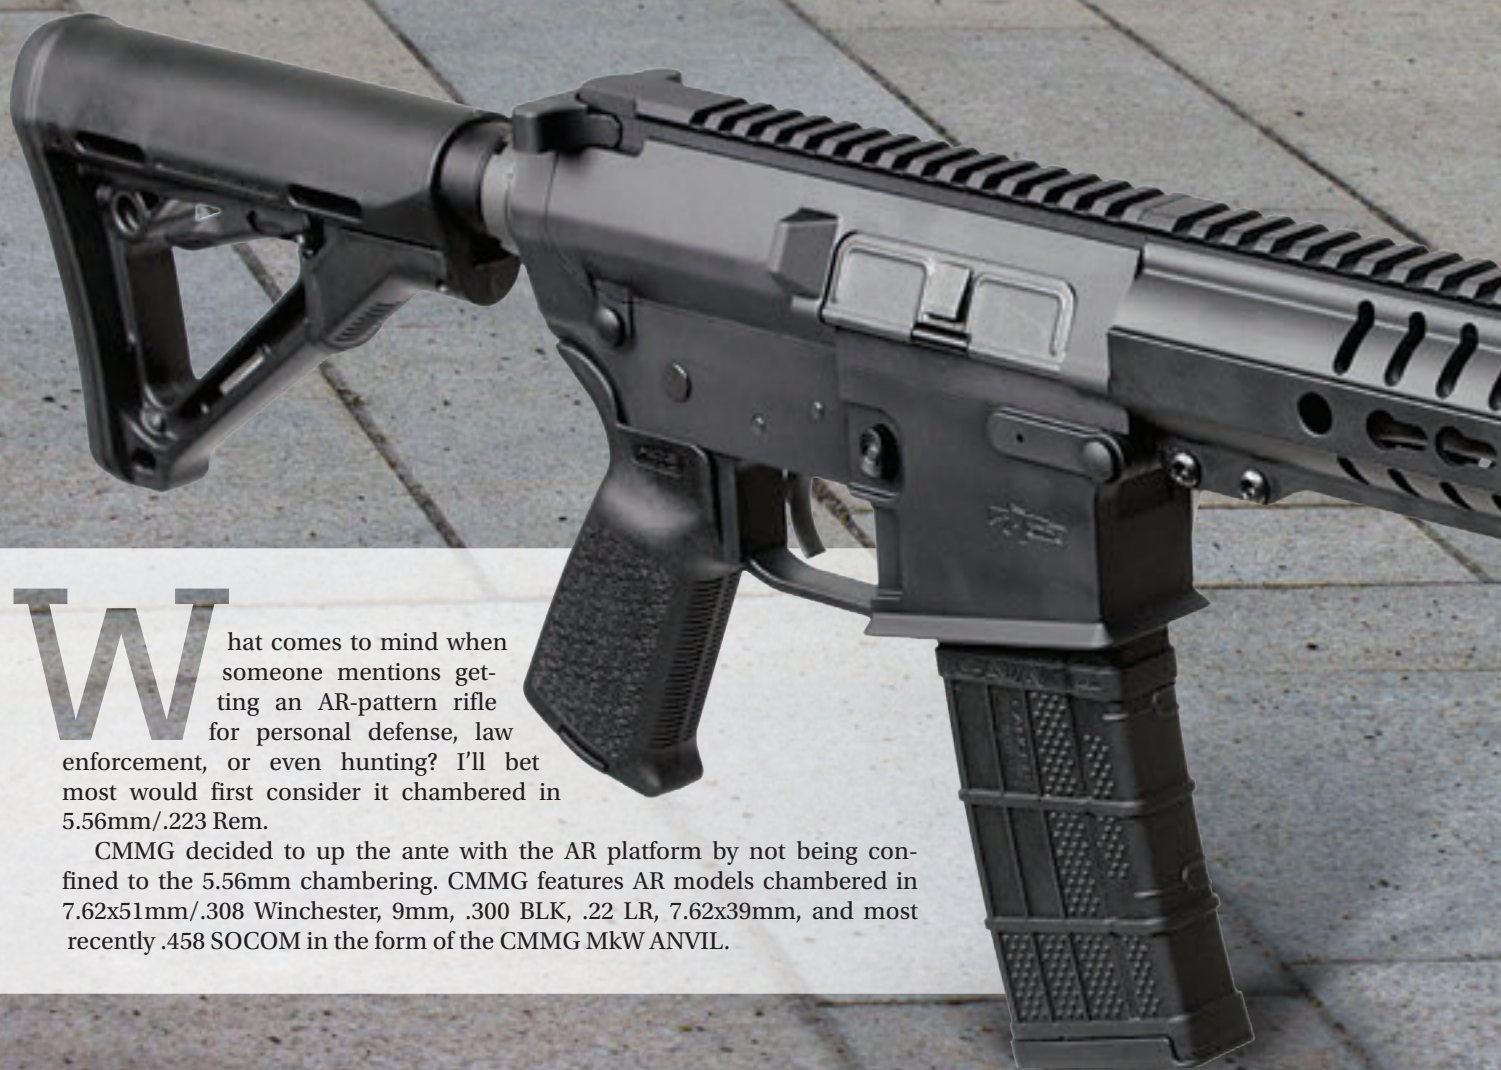 What comes to mind when
someone mentions get-
ting an AR-pattern rifle
for personal defense, law
enforcement, or even hunting? I'll bet
most would first consider it chambered in
5.56mm/.223 Rem.
CMMG decided to up the ante with the AR platform by not being con-
fined to the 5.56mm chambering. CMMG features AR models chambered in
7.62x51mm/.308 Winchester, 9mm, .300 BLK, .22 LR, 7.62x39mm, and most
recently .458 SOCOM in the form of the CMMG MkW ANVIL.